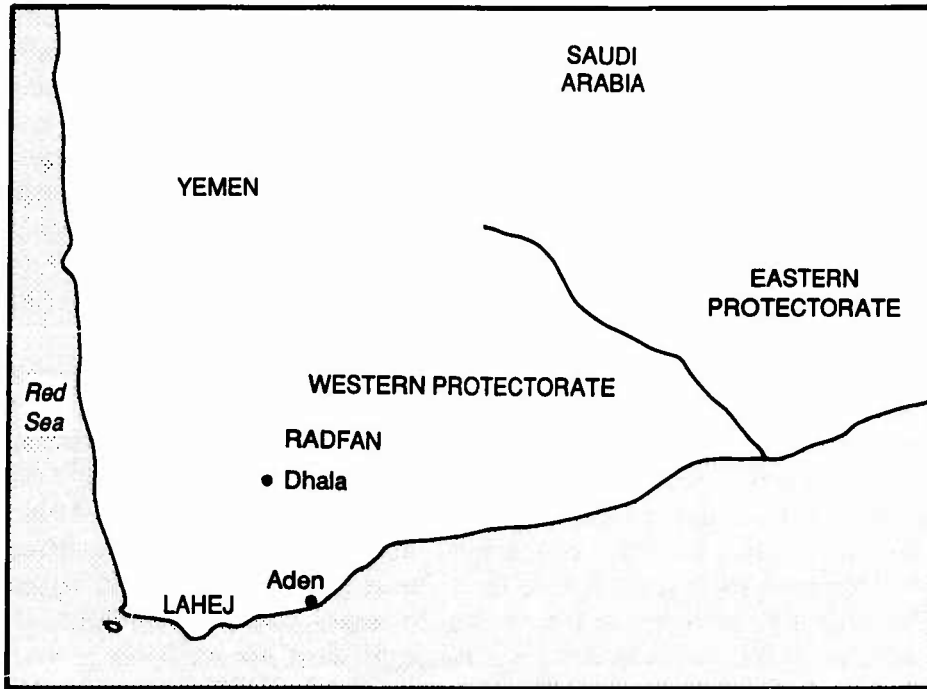 SAUDI
ARABIA
YEMEN
EASTERN
PROTECTORATE
WESTERN PROTECTORATE
Red
Sea
RADFAN
Dhala
Aden
LAHEJ